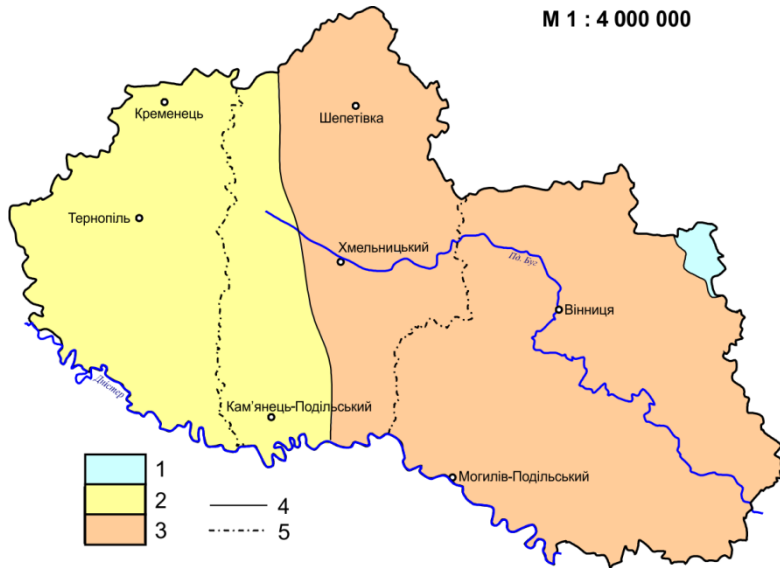 М 1 : 4 000 000
Кременець
Шепетівка
Тернопіль
Хмельницький
Пд. Буг
Вінниця
Дністер
Кам’янець-Подільський
Могилів-Подільський
1
2
3
4
5